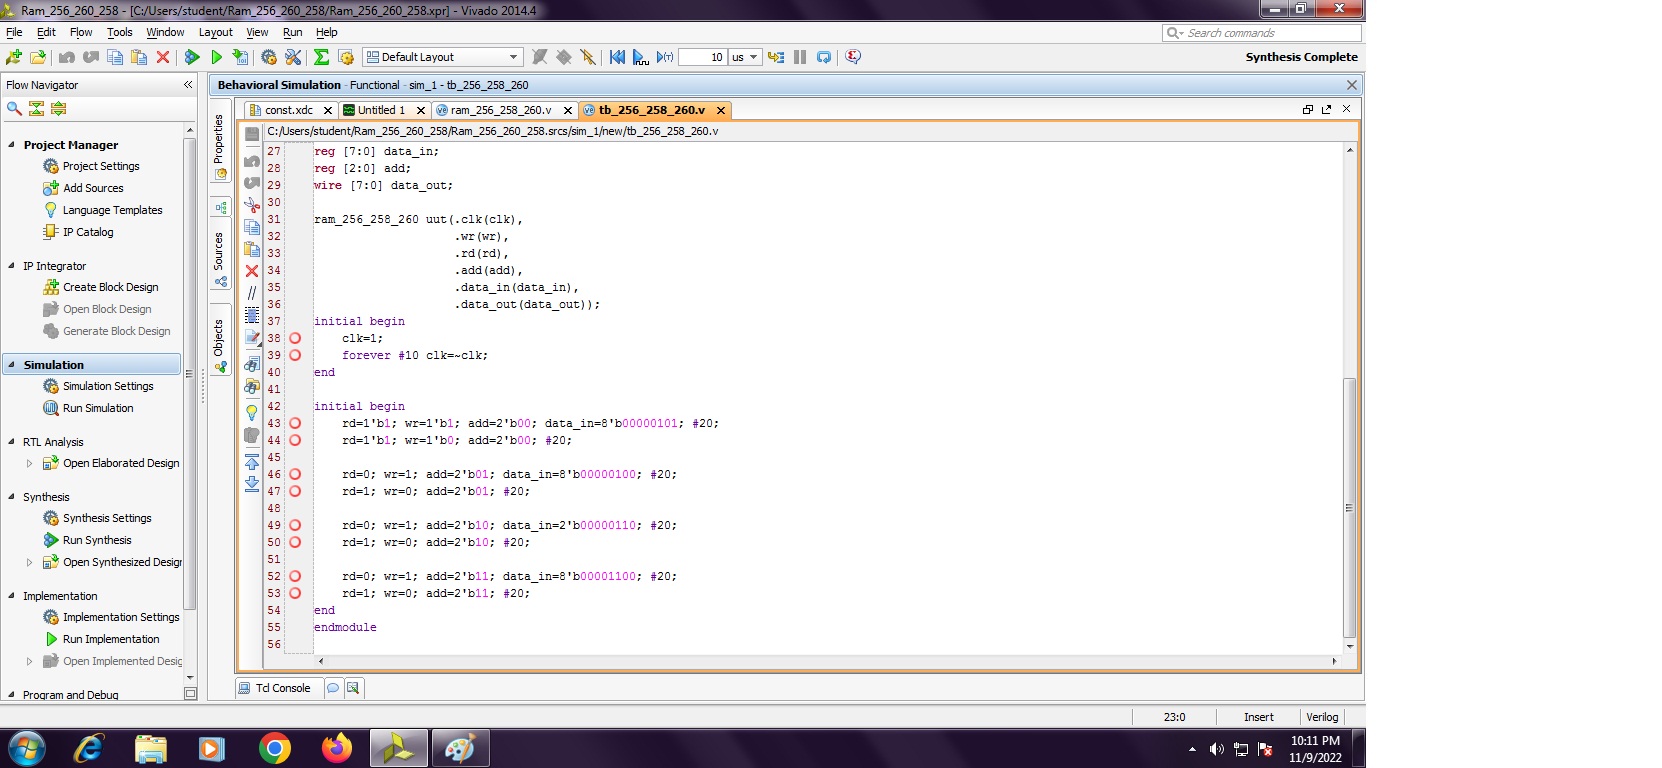 Ram_256_260_258 - [C:/Users/student/Ram_256_260_258/Ram_256_260_258.xpr] - Vivado 2014.4
File Edit Flow Tools Window Layout View Run Help
Search commands
Default Layout
10 us
Synthesis Complete
Flow Navigator
Project Manager
Project Settings
Add Sources
Language Templates
IP Catalog
IP Integrator
Create Block Design
Open Block Design
Generate Block Design
Simulation
Simulation Settings
Run Simulation
RTL Analysis
Open Elaborated Design
Synthesis
Synthesis Settings
Run Synthesis
Open Synthesized Design
Implementation
Implementation Settings
Run Implementation
Open Implemented Desig
Program and Debug
Behavioral Simulation - Functional - sim_1 - tb_256_258_260
Properties
Sources
Objects
const.xdc Untitled 1 ram_256_258_260.v tb_256_258_260.v
C:/Users/student/Ram_256_260_258/Ram_256_260_258.srcs/sim_1/new/tb_256_258_260.v
27 reg [7:0] data_in;
28 reg [2:0] add;
29 wire [7:0] data_out;
30
31 ram_256_258_260 uut(.clk(clk),
32 .wr(wr),
33 .rd(rd),
34 .add(add),
35 .data_in(data_in),
36 .data_out(data_out));
37 initial begin
38 clk=1;
39 forever #10 clk=~clk;
40 end
41
42 initial begin
43 rd=1'b1; wr=1'b1; add=2'b00; data_in=8'b00000101; #20;
44 rd=1'b1; wr=1'b0; add=2'b00; #20;
45
46 rd=0; wr=1; add=2'b01; data_in=8'b00000100; #20;
47 rd=1; wr=0; add=2'b01; #20;
48
49 rd=0; wr=1; add=2'b10; data_in=2'b00000110; #20;
50 rd=1; wr=0; add=2'b10; #20;
51
52 rd=0; wr=1; add=2'b11; data_in=8'b00001100; #20;
53 rd=1; wr=0; add=2'b11; #20;
54 end
55 endmodule
56
Tcl Console
23:0 Insert Verilog
10:11 PM
11/9/2022